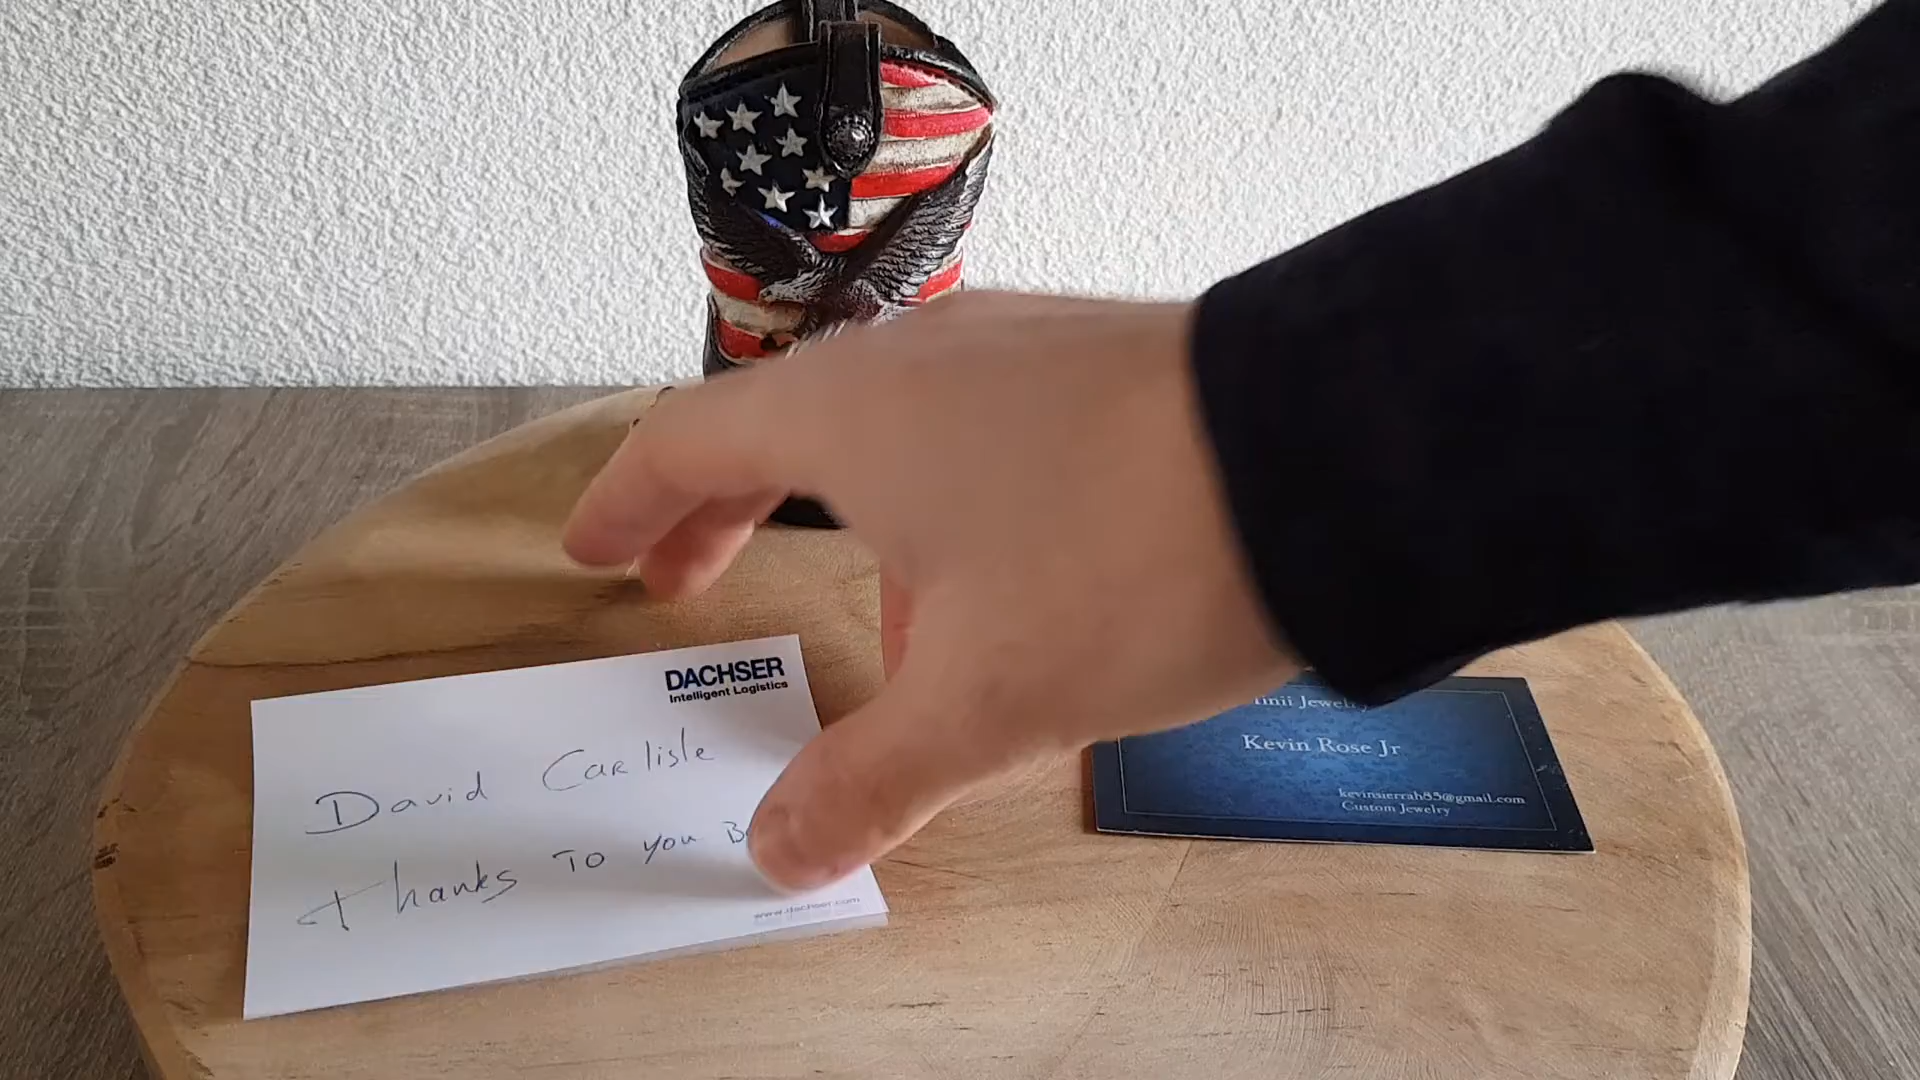 DACHSER
Intelligent Logistics
David Carlisle
Thanks To you
www.dachser.com
Jewelry
Kevin Rose Jr
kevinsierrah85@gmail.com
Custom Jewelry